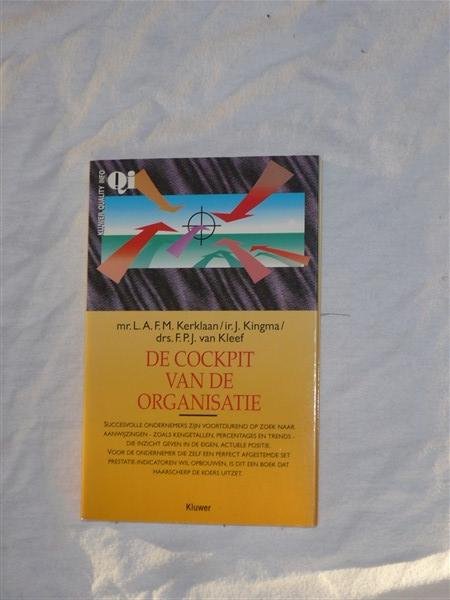 KLUWER QUALITY INFO
Qi
mr. L.A.F.M. Kerklaan/ir. J. Kingma/
drs. F.P.J. van Kleef
DE COCKPIT
VAN DE
ORGANISATIE
SUCCESVOLLE ONDERNEMERS ZIJN VOORTDUREND OP ZOEK NAAR
AANWIJZINGEN - ZOALS KENGETALLEN, PERCENTAGES EN TRENDS -
DIE INZICHT GEVEN IN DE EIGEN, ACTUELE POSITIE.
VOOR DE ONDERNEMER DIE ZELF EEN PERFECT AFGESTEMDE SET
PRESTATIE-INDICATOREN WIL OPBOUWEN, IS DIT EEN BOEK DAT
HAARSCHERP DE KOERS UITZET.
Kluwer